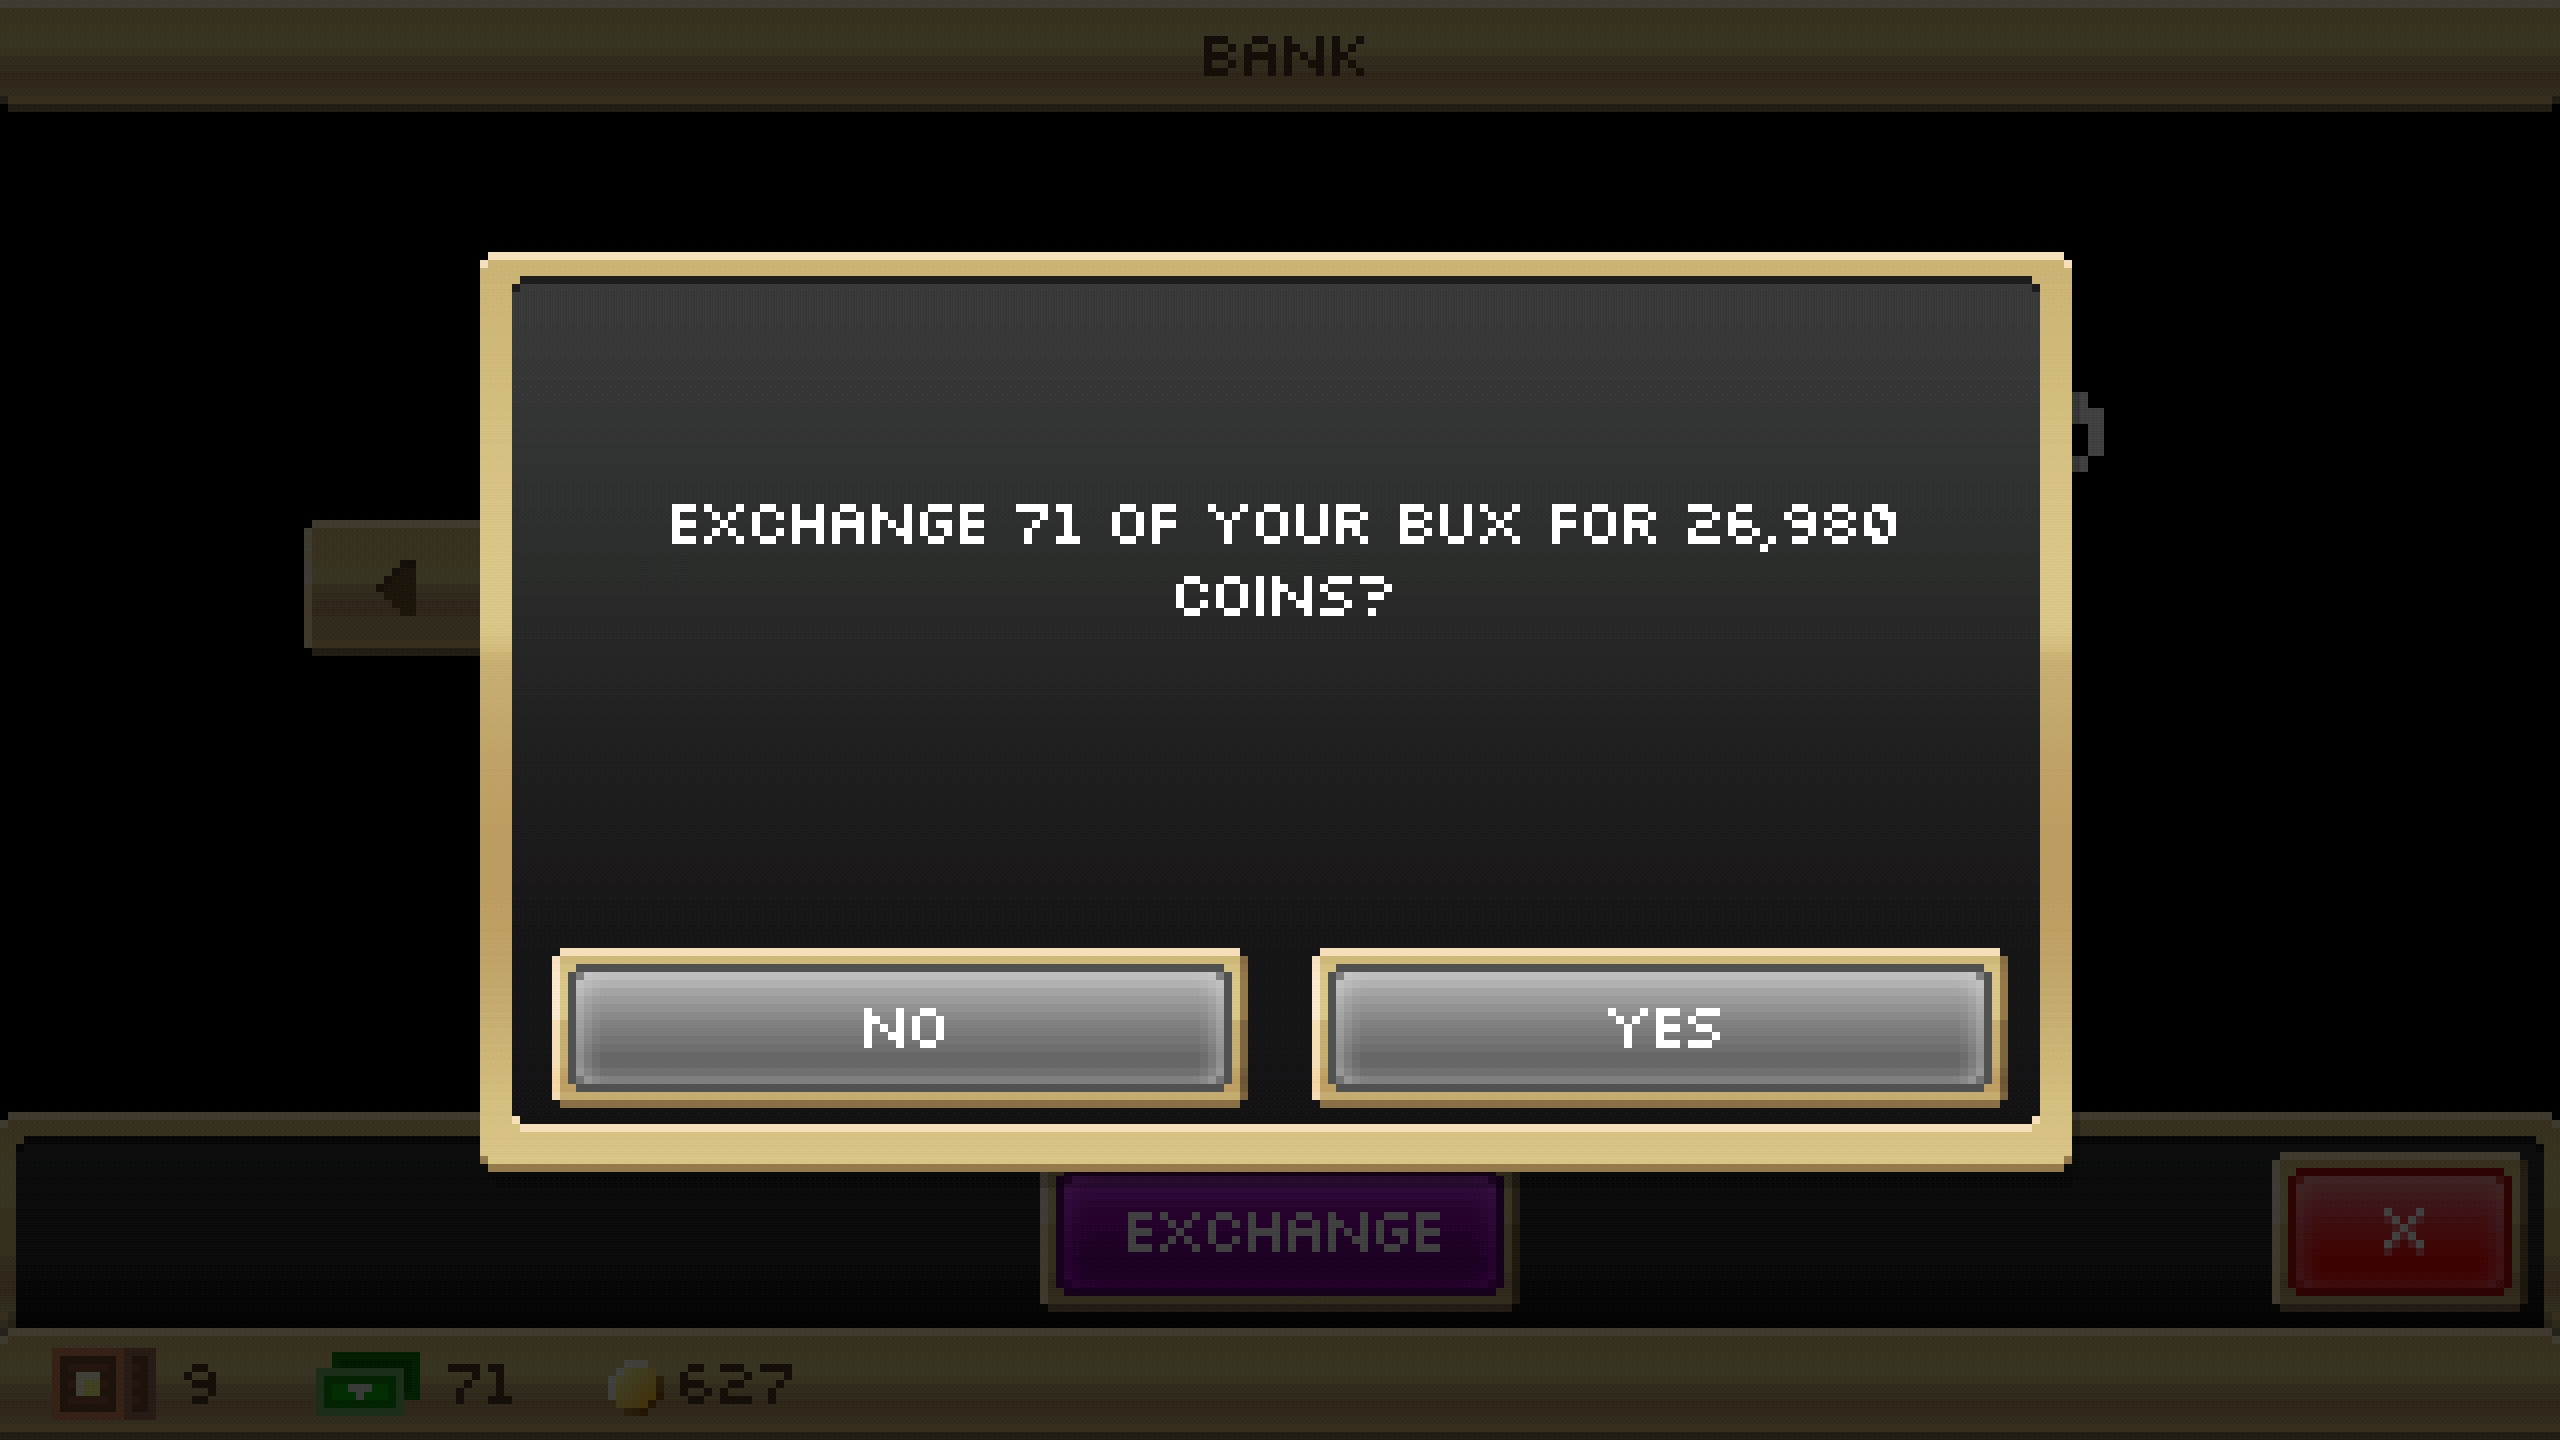 BANK
EXCHANGE 71 OF YOUR BUX FOR 26,980
COINS?
NO
YES
EXCHANGE
X
9
71
627